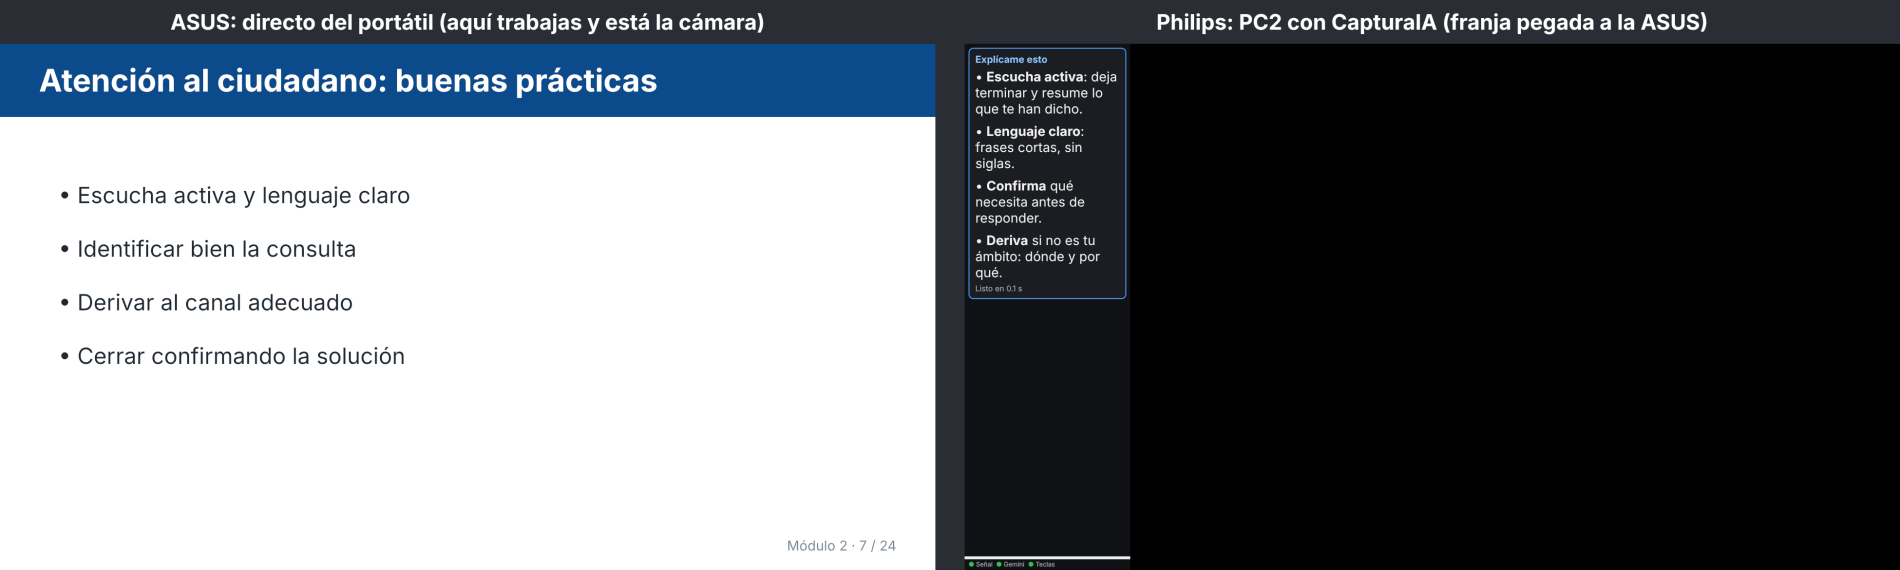 ASUS: directo del portátil (aquí trabajas y está la cámara)
Atención al ciudadano: buenas prácticas
• Escucha activa y lenguaje claro
• Identificar bien la consulta
• Derivar al canal adecuado
• Cerrar confirmando la solución
Módulo 2 · 7 / 24
Philips: PC2 con CapturaIA (franja pegada a la ASUS)
Explícame esto
• Escucha activa: deja
terminar y resume lo
que te han dicho.
• Lenguaje claro:
frases cortas, sin
siglas.
• Confirma qué
necesita antes de
responder.
• Deriva si no es tu
ámbito: dónde y por
qué.
Listo en 0.1 s
Señal Gemini Teclas